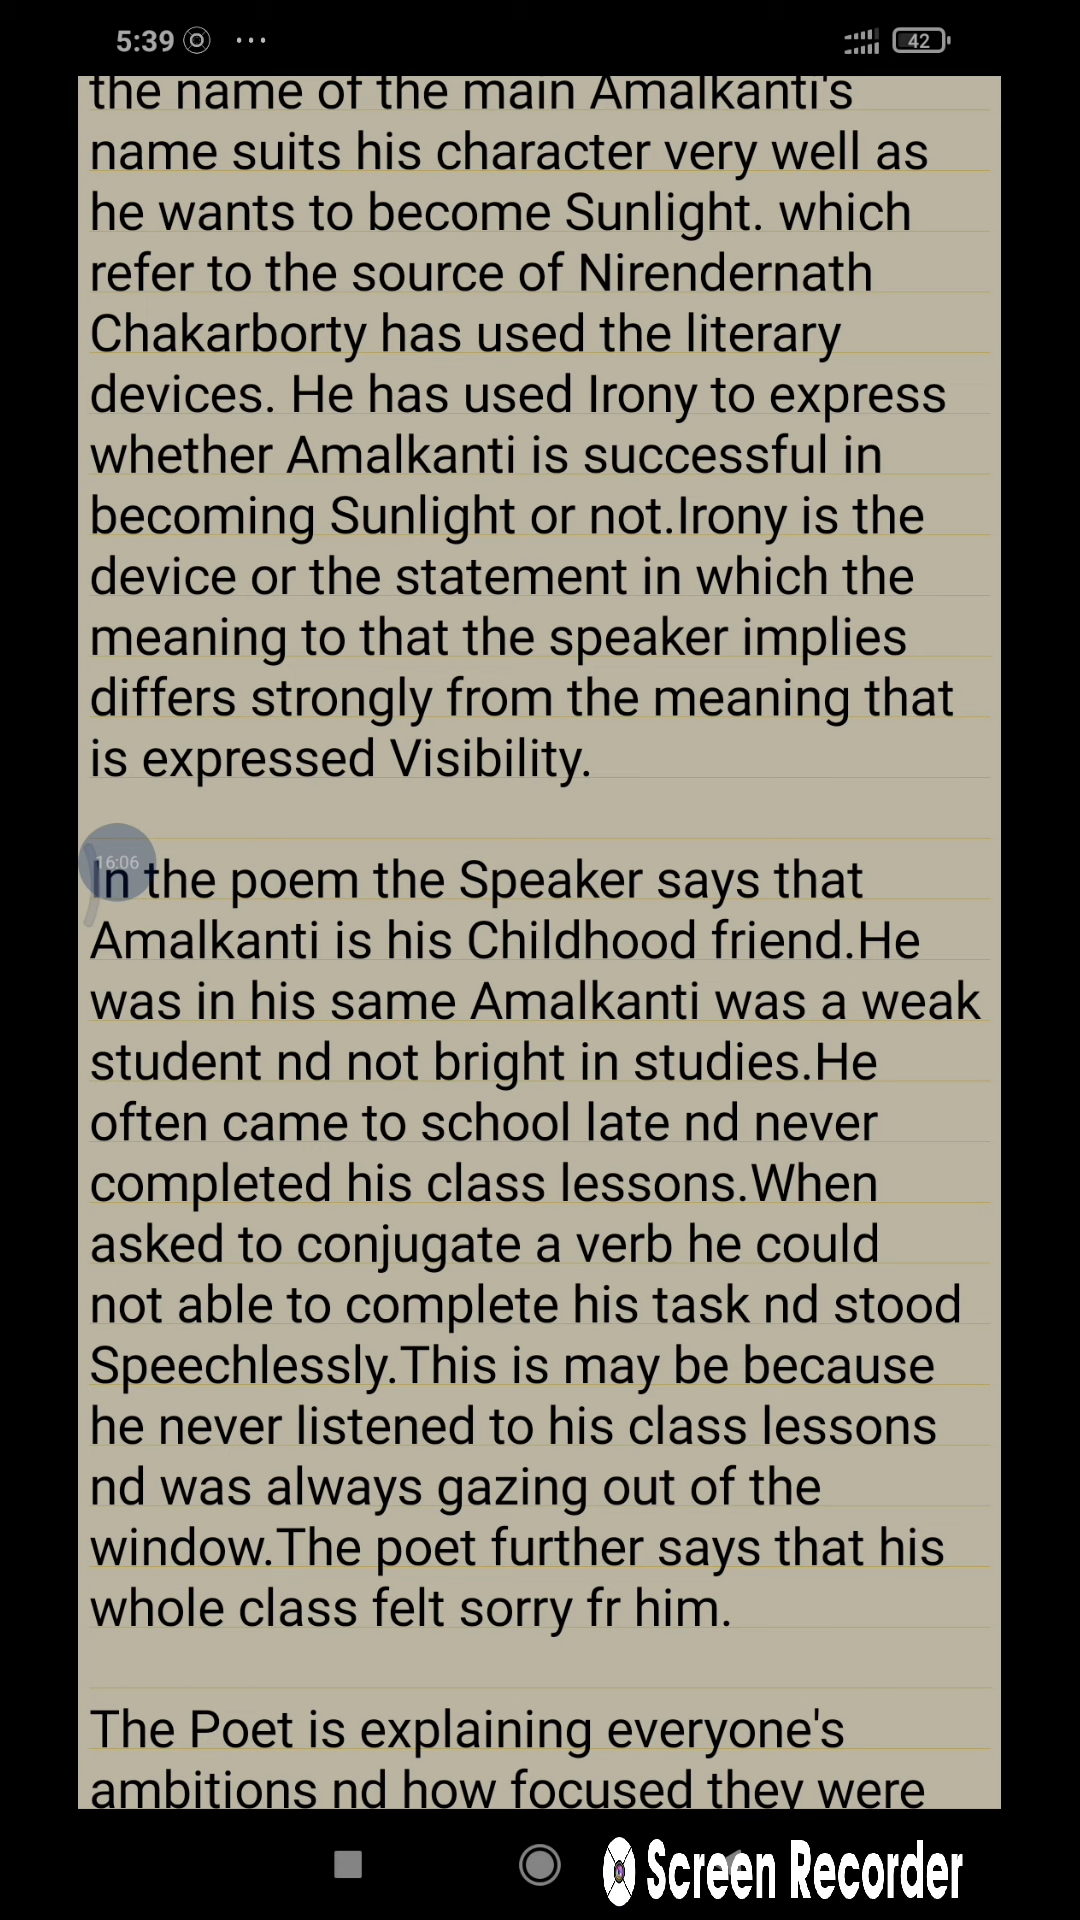 5:39
42
the name of the main Amalkanti's
name suits his character very well as
he wants to become Sunlight. which
refer to the source of Nirendernath
Chakarborty has used the literary
devices. He has used Irony to express
whether Amalkanti is successful in
becoming Sunlight or not.Irony is the
device or the statement in which the
meaning to that the speaker implies
differs strongly from the meaning that
is expressed Visibility.
16:06
In the poem the Speaker says that
Amalkanti is his Childhood friend.He
was in his same Amalkanti was a weak
student nd not bright in studies.He
often came to school late nd never
completed his class lessons.When
asked to conjugate a verb he could
not able to complete his task nd stood
Speechlessly.This is may be because
he never listened to his class lessons
nd was always gazing out of the
window.The poet further says that his
whole class felt sorry fr him.
The Poet is explaining everyone's
ambitions nd how focused they were
Screen Recorder